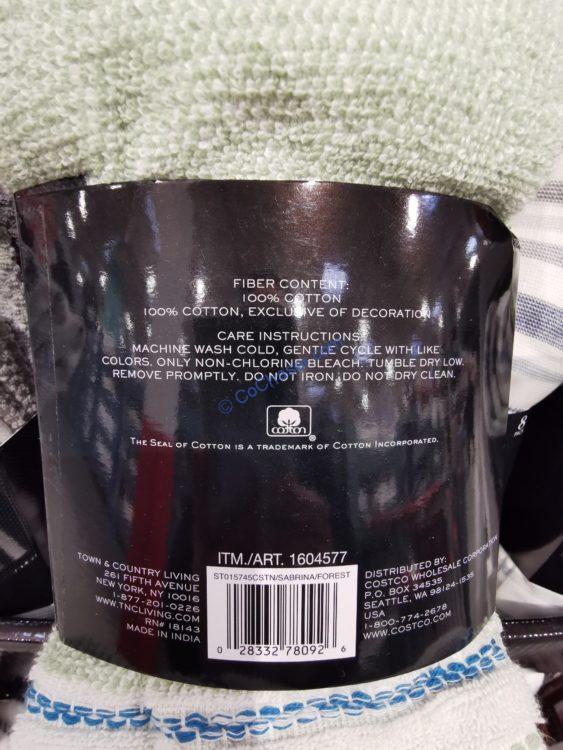 FIBER CONTENT:
100% COTTON
100% COTTON, EXCLUSIVE OF DECORATION
CARE INSTRUCTIONS:
MACHINE WASH COLD, GENTLE CYCLE WITH LIKE
COLORS, ONLY NON-CHLORINE BLEACH. TUMBLE DRY LOW.
REMOVE PROMPTLY. DO NOT IRON, DO NOT DRY CLEAN.
cotton
®
THE SEAL OF COTTON IS A TRADEMARK OF COTTON INCORPORATED.
8
ITM./ART. 1604577
TOWN & COUNTRY LIVING
261 FIFTH AVENUE
NEW YORK, NY 10016
1-877-201-0226
WWW.TNCLIVING.COM
RN# 18143
MADE IN INDIA
ST015745CSTN/SABRINA/FOREST
0 28332 78092 6
DISTRIBUTED BY:
COSTCO WHOLESALE CORPORATION
P.O. BOX 34535
SEATTLE, WA 98124-1535
USA
1-800-774-2678
WWW.COSTCO.COM